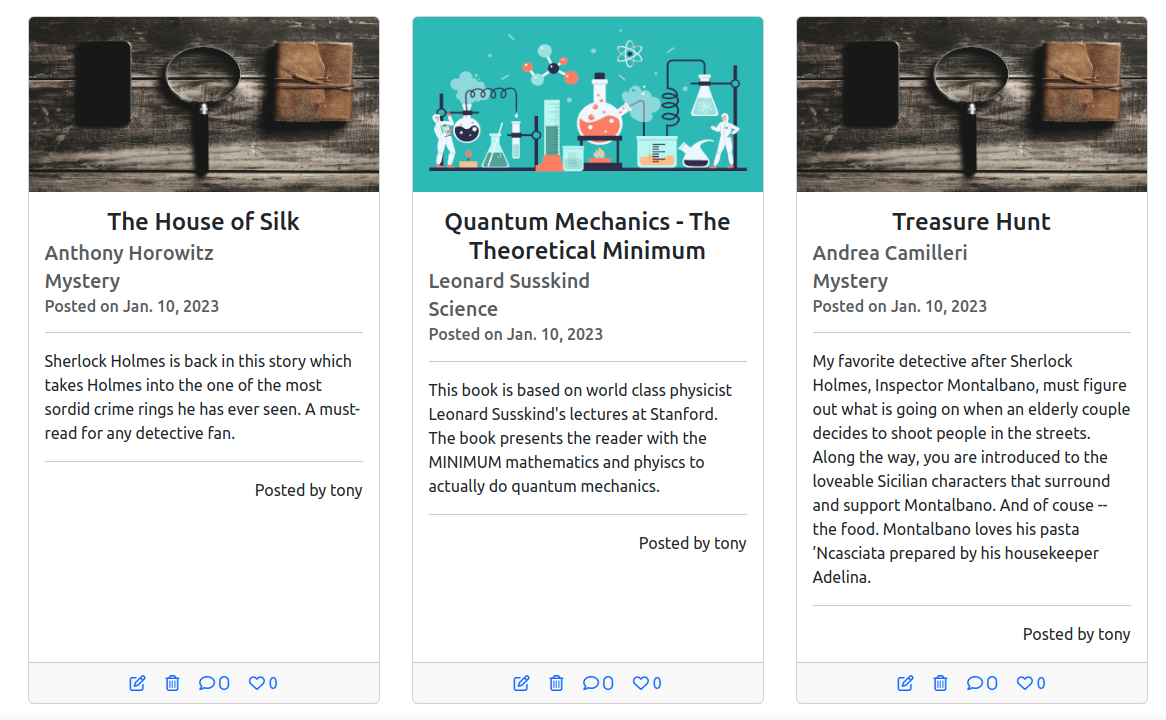 The House of Silk
Anthony Horowitz
Mystery
Posted on Jan. 10, 2023
Sherlock Holmes is back in this story which
takes Holmes into the one of the most
sordid crime rings he has ever seen. A must-
read for any detective fan.
Posted by tony
0 0
Quantum Mechanics - The
Theoretical Minimum
Leonard Susskind
Science
Posted on Jan. 10, 2023
This book is based on world class physicist
Leonard Susskind's lectures at Stanford.
The book presents the reader with the
MINIMUM mathematics and phyiscs to
actually do quantum mechanics.
Posted by tony
0 0
Treasure Hunt
Andrea Camilleri
Mystery
Posted on Jan. 10, 2023
My favorite detective after Sherlock
Holmes, Inspector Montalbano, must figure
out what is going on when an elderly couple
decides to shoot people in the streets.
Along the way, you are introduced to the
loveable Sicilian characters that surround
and support Montalbano. And of couse --
the food. Montalbano loves his pasta
’Ncasciata prepared by his housekeeper
Adelina.
Posted by tony
0 0